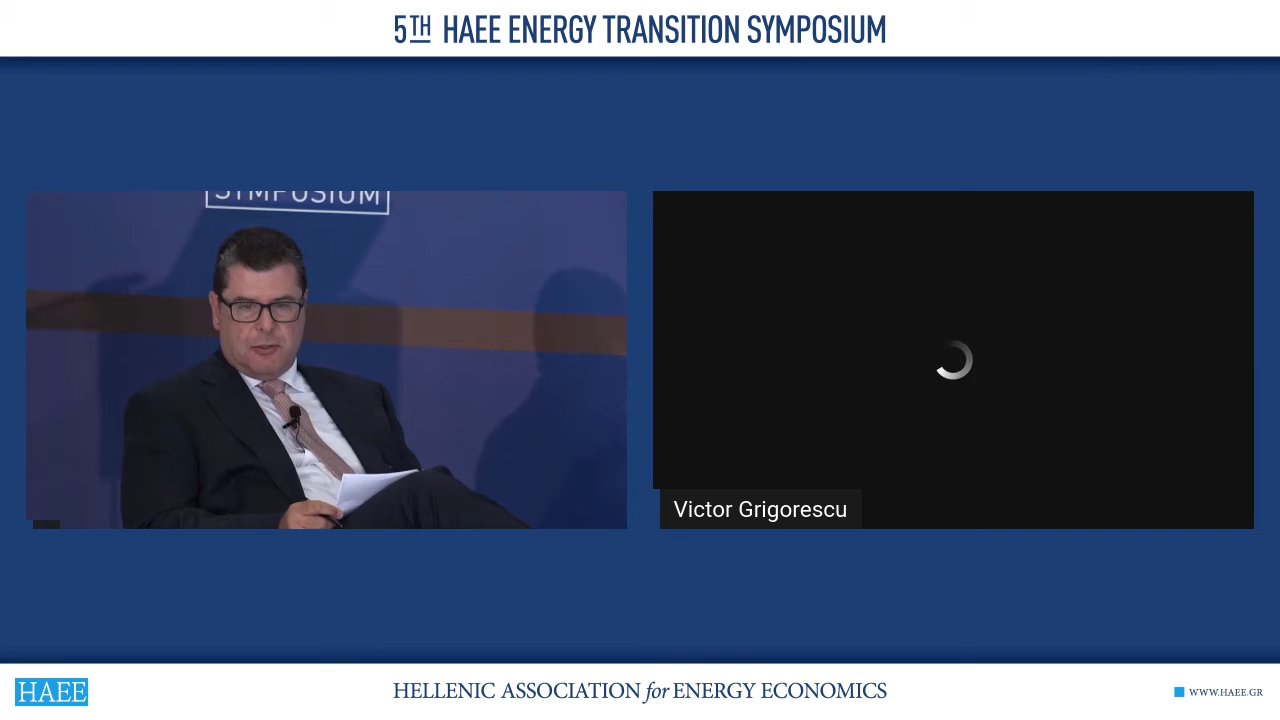 5TH HAEE ENERGY TRANSITION SYMPOSIUM
SYMPOSIUM
Victor Grigorescu
HAEE
HELLENIC ASSOCIATION for ENERGY ECONOMICS
WWW.HAEE.GR